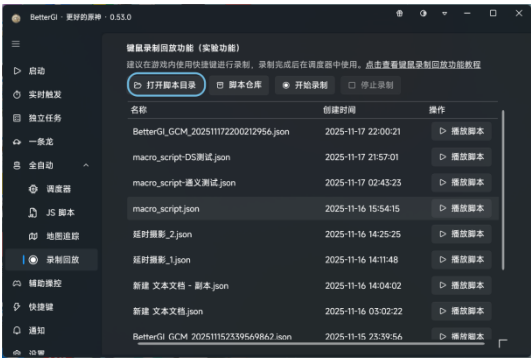 BetterGI · 更好的原神 · 0.53.0
键鼠录制回放功能（实验功能）
建议在游戏内使用快捷键进行录制，录制完成后在调度器中使用。点击查看键鼠录制回放功能教程
打开脚本目录 脚本仓库 开始录制 停止录制
名称 创建时间 操作
BetterGI_GCM_202511172200212956.json 2025-11-17 22:00:21 播放脚本
macro_script-DS测试.json 2025-11-17 21:57:01 播放脚本
macro_script-通义测试.json 2025-11-17 02:43:23 播放脚本
macro_script.json 2025-11-16 15:54:15 播放脚本
延时摄影_2.json 2025-11-16 14:25:25 播放脚本
延时摄影_1.json 2025-11-16 14:11:48 播放脚本
新建 文本文档 - 副本.json 2025-11-16 14:04:02 播放脚本
新建 文本文档.json 2025-11-16 03:02:22 播放脚本
BetterGI_GCM_202511152339569862.json 2025-11-15 23:39:56 播放脚本
启动
实时触发
独立任务
一条龙
全自动
调度器
JS 脚本
地图追踪
录制回放
辅助操控
快捷键
通知
设置